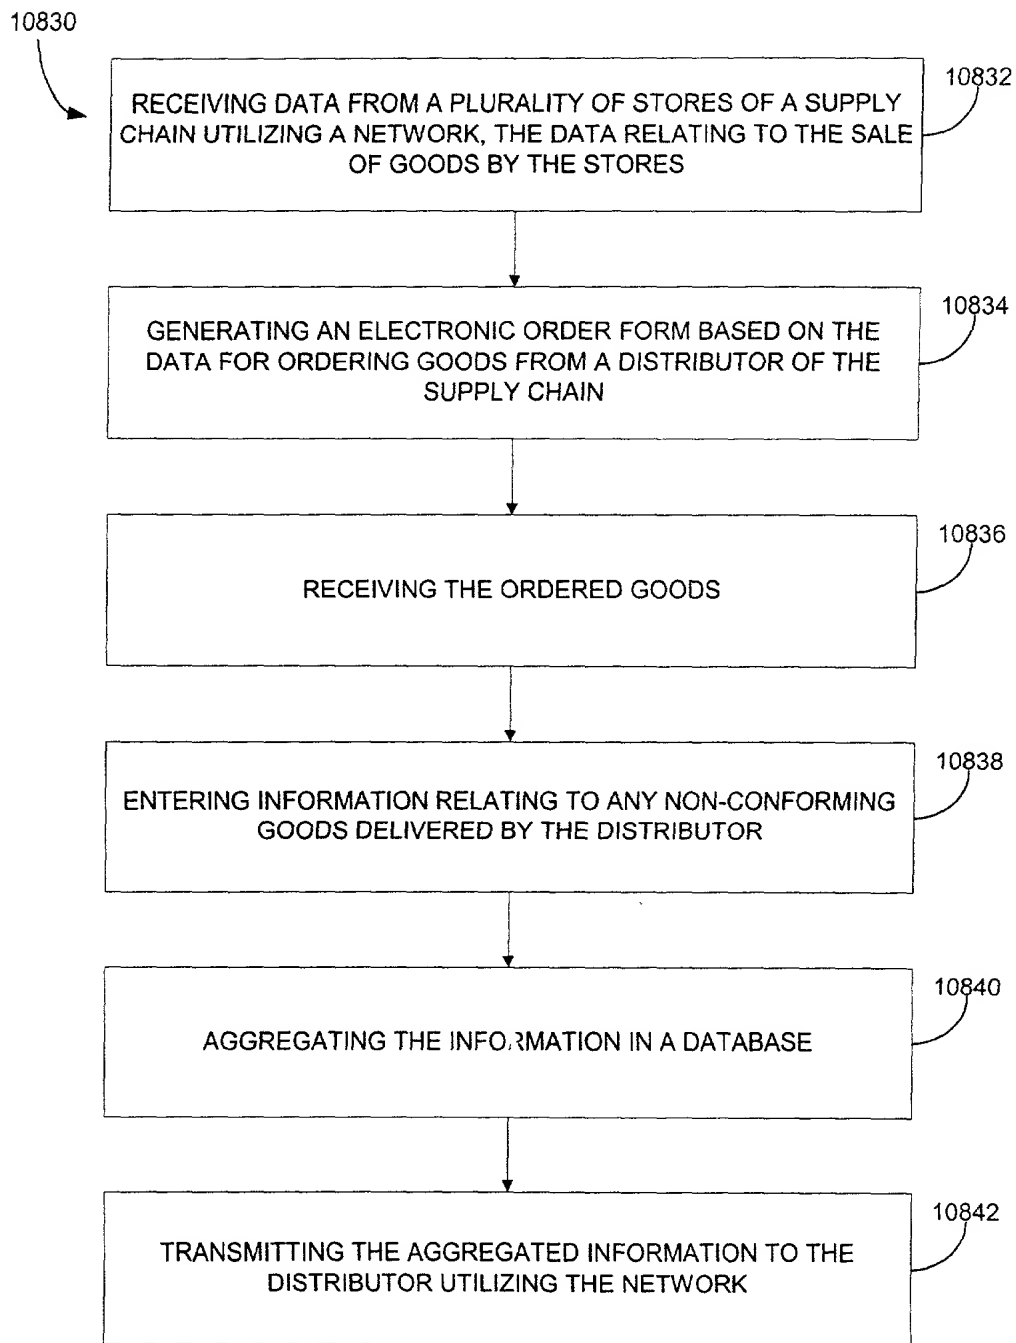 10830
10832
RECEIVING DATA FROM A PLURALITY OF STORES OF A SUPPLY
CHAIN UTILIZING A NETWORK, THE DATA RELATING TO THE SALE
OF GOODS BY THE STORES
10834
GENERATING AN ELECTRONIC ORDER FORM BASED ON THE
DATA FOR ORDERING GOODS FROM A DISTRIBUTOR OF THE
SUPPLY CHAIN
10836
RECEIVING THE ORDERED GOODS
10838
ENTERING INFORMATION RELATING TO ANY NON-CONFORMING
GOODS DELIVERED BY THE DISTRIBUTOR
10840
AGGREGATING THE INFORMATION IN A DATABASE
10842
TRANSMITTING THE AGGREGATED INFORMATION TO THE
DISTRIBUTOR UTILIZING THE NETWORK